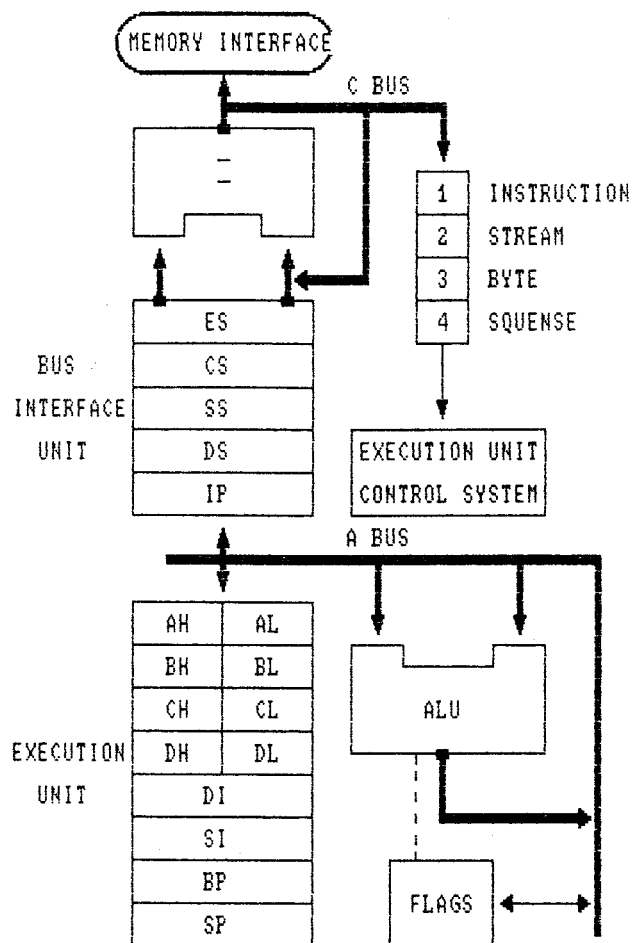 MEMORY INTERFACE
C BUS
1 INSTRUCTION
2 STREAM
3 BYTE
4 SQUENSE
ES
CS
SS
DS
IP
BUS
INTERFACE
UNIT
EXECUTION UNIT
CONTROL SYSTEM
A BUS
AH AL
BH BL
CH CL
DH DL
DI
SI
BP
SP
EXECUTION
UNIT
ALU
FLAGS